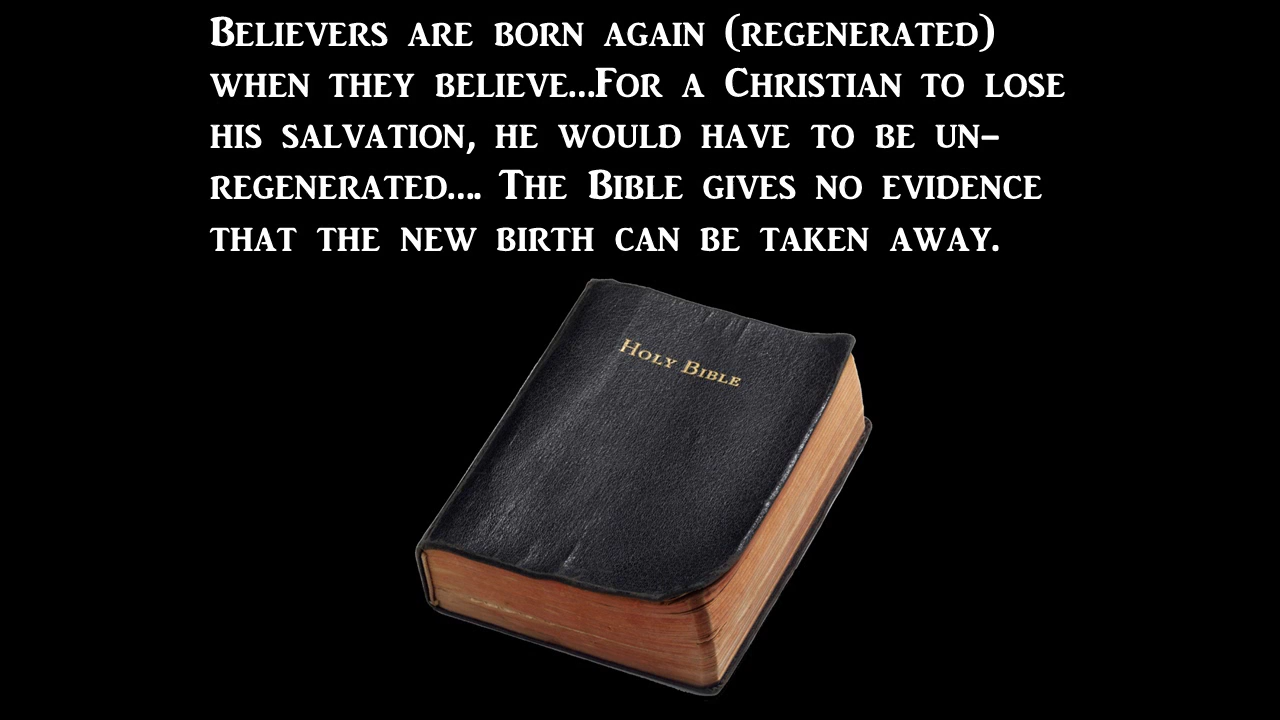 Believers are born again (regenerated)
when they believe...For a Christian to lose
his salvation, he would have to be un-
regenerated.... The Bible gives no evidence
that the new birth can be taken away.
Holy Bible